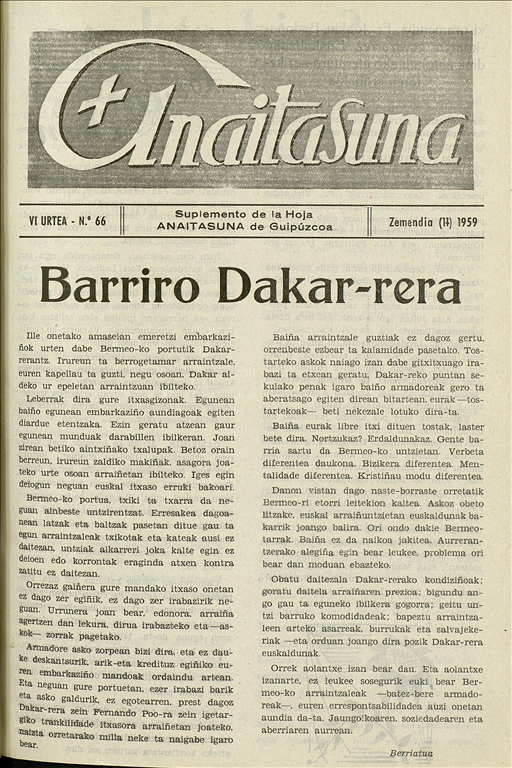 Anaitasuna
VI URTEA - N.º 66
Suplemento de la Hoja
ANAITASUNA de Guipúzcoa
Zemendia (11) 1959
Barriro Dakar-rera
Ille onetako amaseian emeretzi embarkazi-
ñok urten dabe Bermeo-ko portutik Dakar-
rerantz. Irureun ta berrogetamar arraintzale,
euren kapellau ta guzti, negu osoan, Dakar al-
deko ur epeletan arraintzuan ibilteko.
Leberrak dira gure itxasgizonak. Egunean
baiño egunean embarkaziño aundiagoak egiten
diardue etentzaka. Ezin geratu atzean gaur
egunean munduak darabillen ibilkeran. Joan
zirean betiko aintxiñako txalupak. Betoz orain
berreun, irureun zaldiko makiñak, asagora joa-
teko urte osoan arraiñetan ibilteko. Iges egin
deiogun neguan euskal itxaso erruki bakoari.
Bermeo-ko portua, txiki ta txarra da ne-
guan ainbeste untzirentzat. Erresakea dagoa-
nean latzak eta baltzak pasetan ditue gau ta
egun arraintzaleak txikotak eta kateak ausi ez
daitezan, untziak alkarreri joka kalte egin ez
deioen edo korrontak eraginda atxen kontra
zatitu ez daitezan.
Orrezaz gaiñera gure mandako itxaso onetan
ez dago zer egiñik, ez dago zer irabazirik ne-
guan. Urrunera joan bear, edonora, arraiña
agertzen dan lekura, dirua irabazteko eta —as-
kok— zorrak pagetako.
Armadore asko zorpean bizi dira, eta ez dau-
ke deskantsurik, arik-eta kredituz egiñiko eu-
ren embarkaziño mandoak ordaindu artean.
Eta neguan gure portuetan, ezer irabazi barik
eta asko galdurik, ez egotearren, prest dagoz
Dakar-rera zein Fernando Poo-ra zein igetar-
giko trankilidade itxasora arraiñetan joateko,
naizta orretarako milla neke ta naigabe igaro
bear.
Baiña arraintzale guztiak ez dagoz gertu,
orrenbeste ezbear ta kalamidade pasetako. Tos-
tarteko askok naiago izan dabe gitxitxuago ira-
bazi ta etxean geratu, Dakar-eko puntan se-
kulako penak igaro baiño armadoreak gero ta
aberatsago egiten direan bitartean, eurak —tos-
tartekoak— beti nekezale lotuko dira-ta.
Baiña eurak libre itxi dituen tostak, laster
bete dira. Nortzukaz? Erdaldunakaz. Gente ba-
rria sartu da Bermeo-ko untzietan. Verbeta
diferentea daukona. Bizikera diferentea. Men-
talidade diferentea. Kristiñau modu diferentea.
Danon vistan dago naste-borraste orretatik
Bermeo-ri etorri leitekion kaltea. Askoz obeto
litzake, euskal arraiñuntzietan euskaldunak ba-
karrik joango balira. Ori ondo dakie Bermeo-
tarrak. Baiña ez da naikoa jakitea. Aurreran-
tzerako alegiña egin bear leukee, problema ori
bear dan moduan ebazteko.
Obatu daitezala Dakar-rerako kondiziñoak;
goratu daitela arraiñaren prezioa; bigundu an-
go gau ta eguneko ibilkera gogorra; geitu un-
tzi barruko komodidadeak; bapeztu arraintza-
leen arteko asarreak, burrukak eta salvajeke-
riak —eta orduan joango dira pozik Dakar-rera
euskaldunak.
Orrek aolantxe izan bear dau. Eta aolantxe
izanarte, ez leukee sosegurik euki bear Ber-
meo-ko arraintzaleak —batez-bere armado-
reak—, euren errespontsabilidadea auzi onetan
aundia da-ta. Jaungoikoaren, soziedadearen eta
aberriaren aurrean.
Berriatua